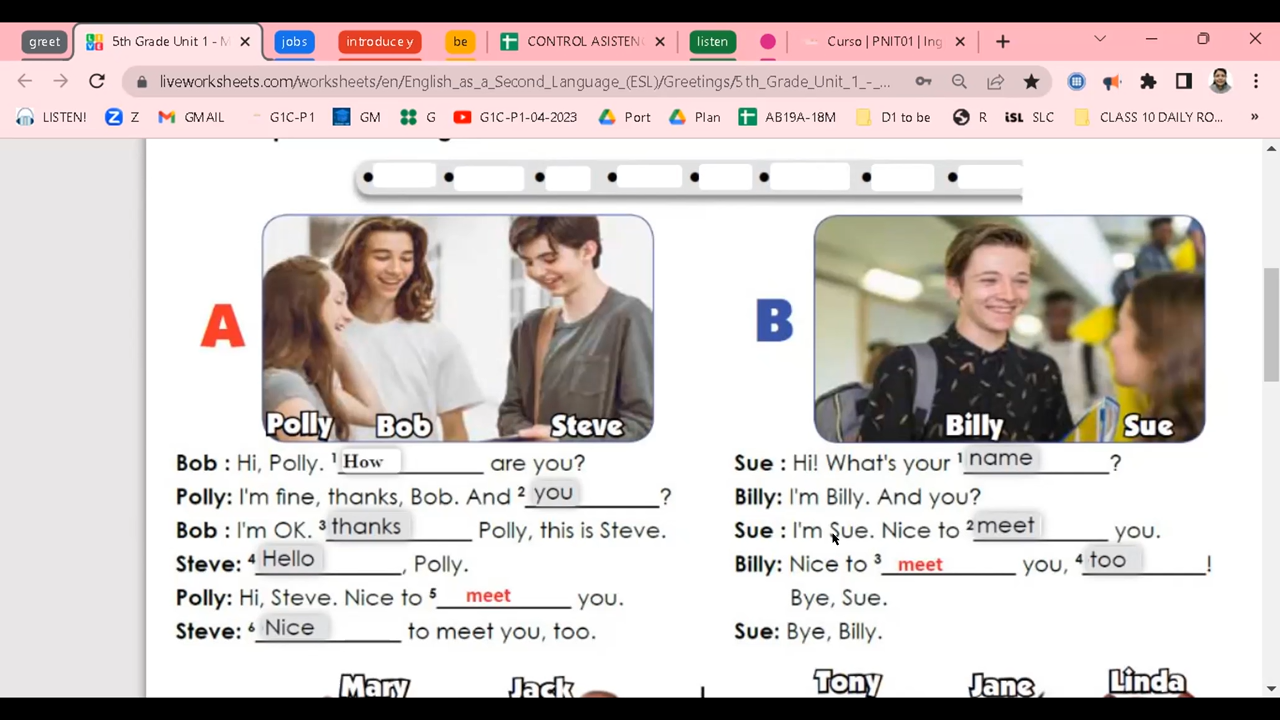 greet
5th Grade Unit 1 - M
jobs
introduce y
be
CONTROL ASISTEN
listen
Curso | PNIT01 | Ing
liveworksheets.com/worksheets/en/English_as_a_Second_Language_(ESL)/Greetings/5th_Grade_Unit_1_-_...
LISTEN!
Z
GMAIL
G1C-P1
GM
G
G1C-P1-04-2023
Port
Plan
AB19A-18M
D1 to be
R
iSL SLC
CLASS 10 DAILY RO...
»
A
Polly
Bob
Steve
B
Billy
Sue
Bob : Hi, Polly. 1 How are you?
Polly: I'm fine, thanks, Bob. And 2 you ?
Bob : I'm OK. 3 thanks Polly, this is Steve.
Steve: 4 Hello , Polly.
Polly: Hi, Steve. Nice to 5 meet you.
Steve: 6 Nice to meet you, too.
Sue : Hi! What's your 1 name ?
Billy: I'm Billy. And you?
Sue : I'm Sue. Nice to 2 meet you.
Billy: Nice to 3 meet you, 4 too !
Bye, Sue.
Sue: Bye, Billy.
Mary
Jack
Tony
Jane
Linda